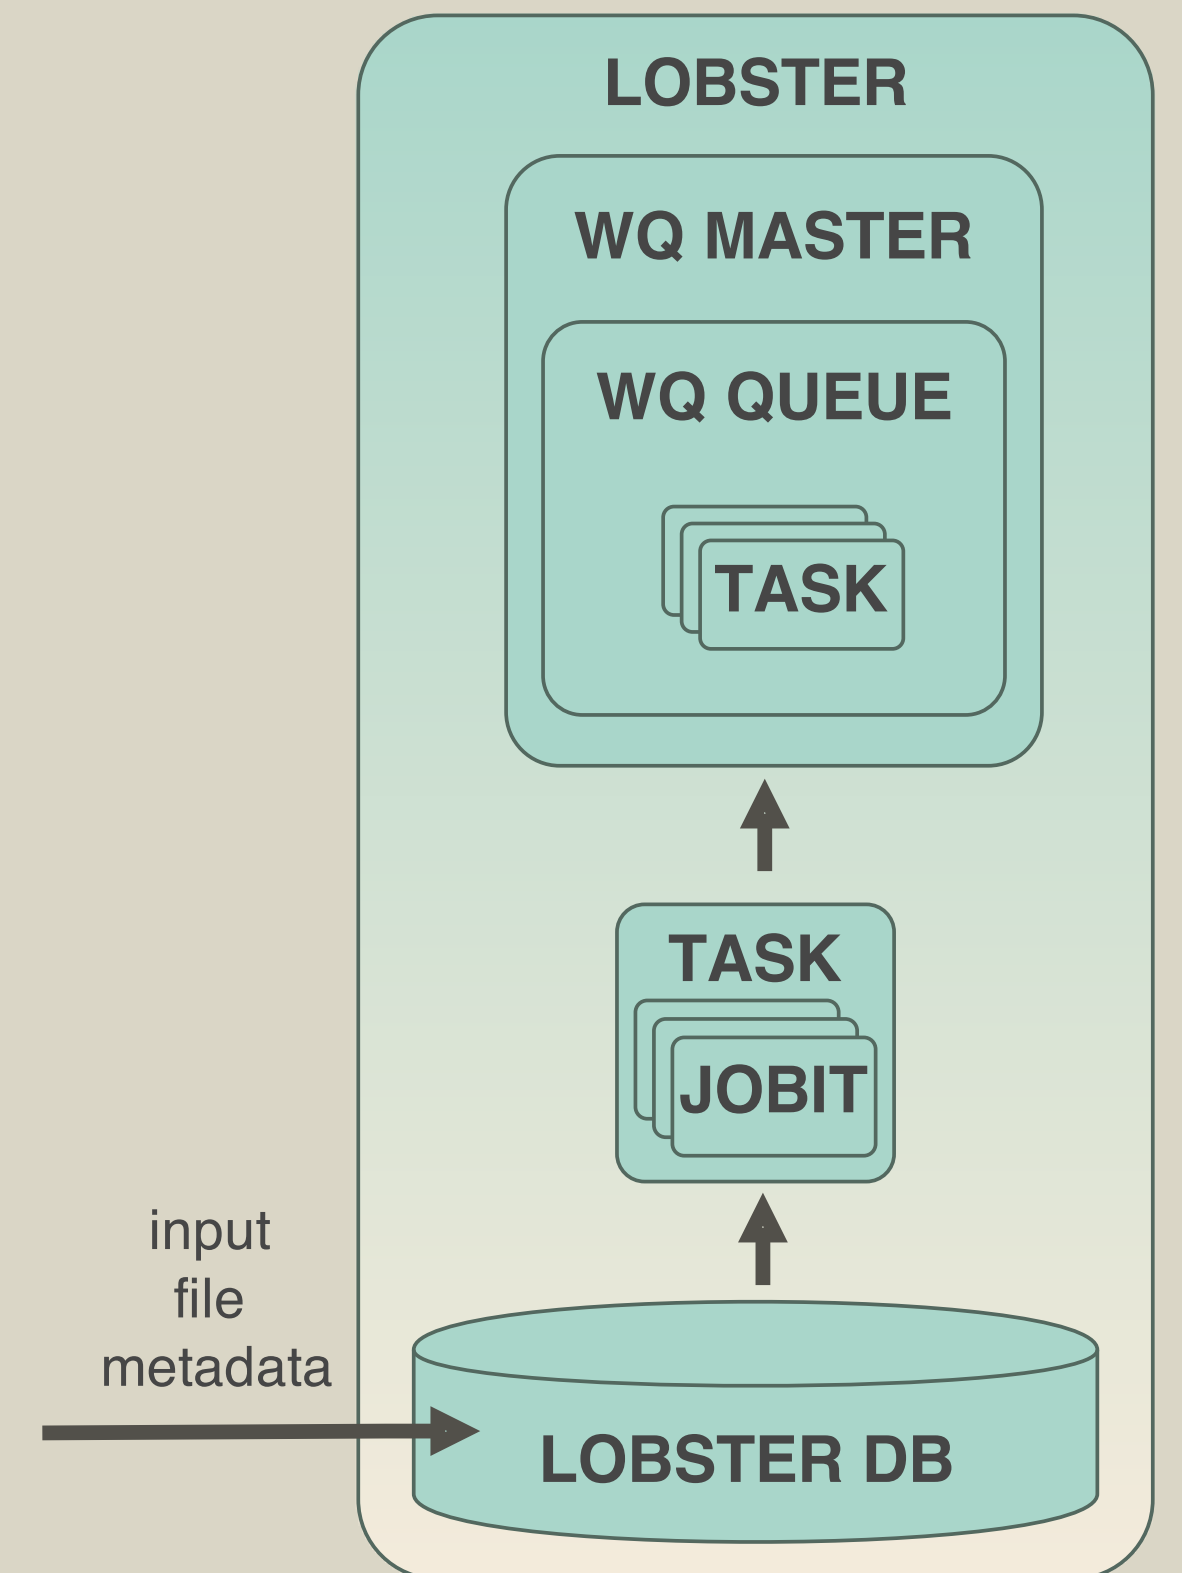 LOBSTER
WQ MASTER
WQ QUEUE
TASK
TASK
JOBIT
input
file
metadata
LOBSTER DB